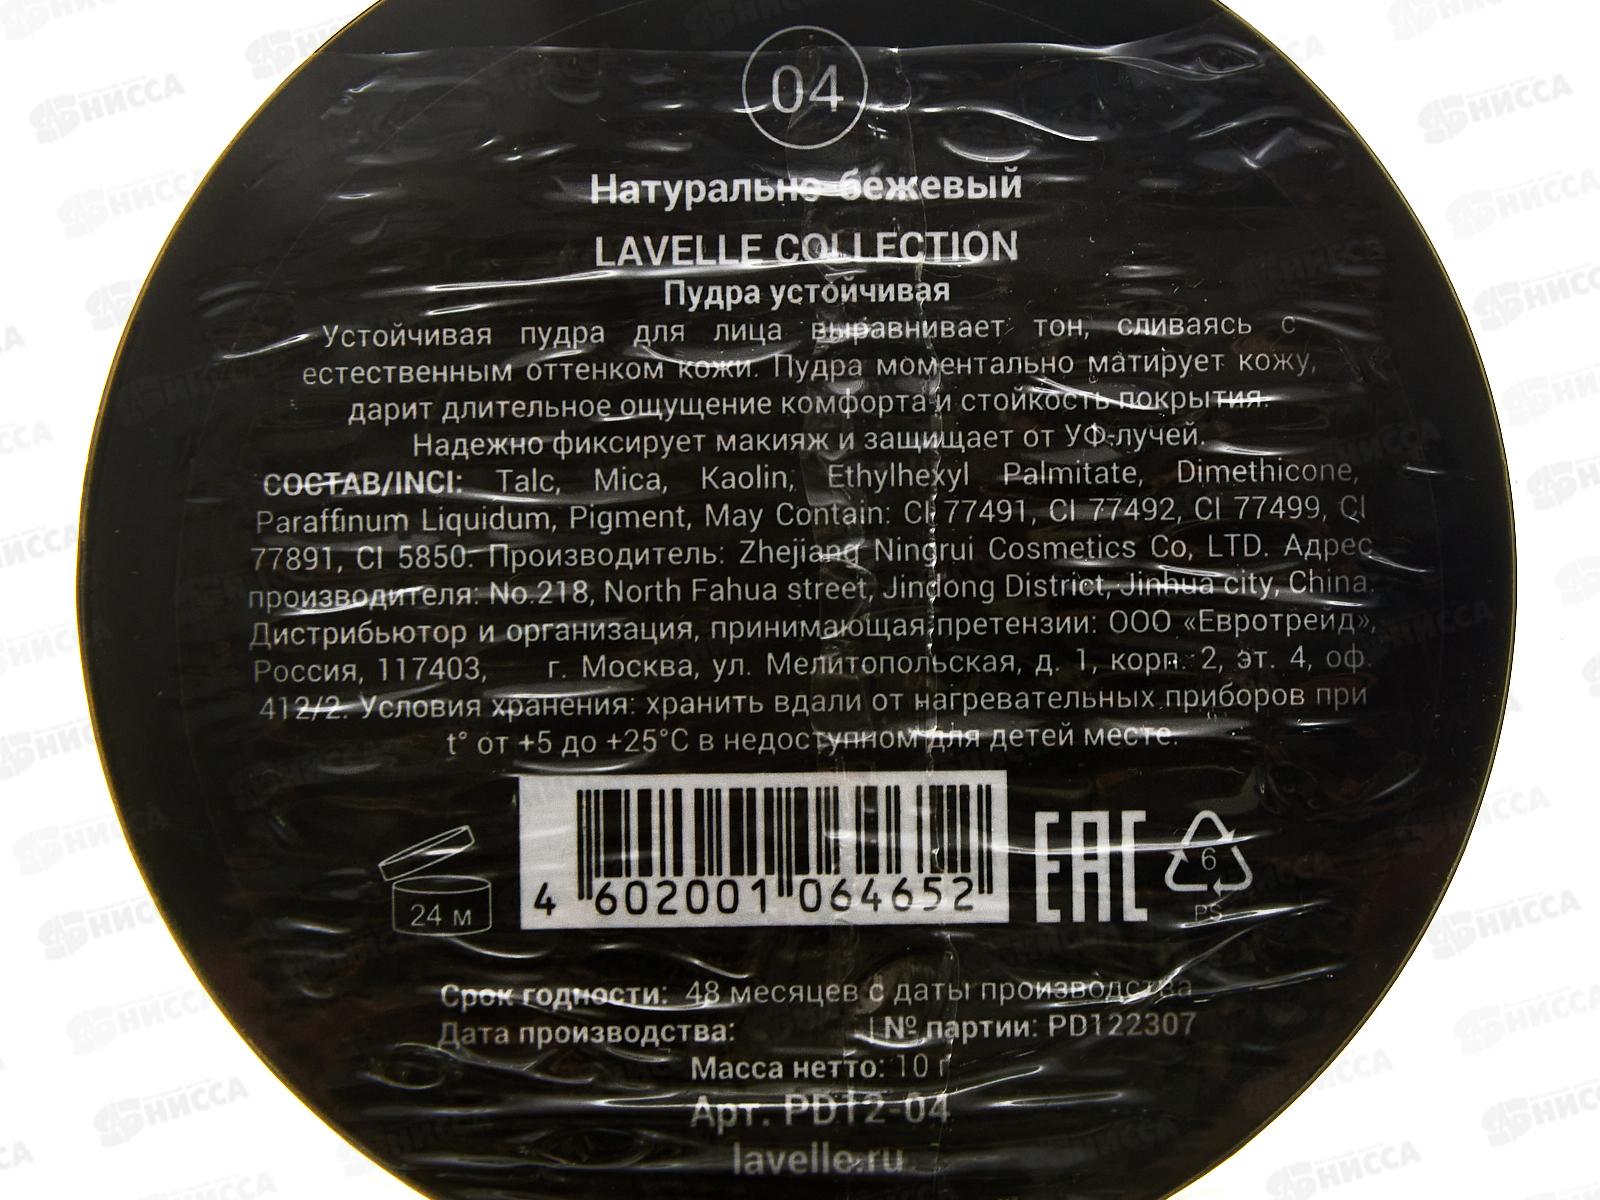 04
Натурально-бежевый
LAVELLE COLLECTION
Пудра устойчивая
Устойчивая пудра для лица выравнивает тон, сливаясь с
естественным оттенком кожи. Пудра моментально матирует кожу,
дарит длительное ощущение комфорта и стойкость покрытия.
Надежно фиксирует макияж и защищает от УФ-лучей.
СОСТАВ/INCI: Talc, Mica, Kaolin, Ethylhexyl Palmitate, Dimethicone,
Paraffinum Liquidum, Pigment, May Contain: CI 77491, CI 77492, CI 77499, CI
77891, CI 5850. Производитель: Zhejiang Ningrui Cosmetics Co, LTD. Адрес
производителя: No.218, North Fahua street, Jindong District, Jinhua city, China.
Дистрибьютор и организация, принимающая претензии: ООО «Евротрейд»,
Россия, 117403, г. Москва, ул. Мелитопольская, д. 1, корп. 2, эт. 4, оф.
412/2. Условия хранения: хранить вдали от нагревательных приборов при
t° от +5 до +25°C в недоступном для детей месте.
24 м
4 602001 064652
EAC
6
PS
Срок годности: 48 месяцев с даты производства
Дата производства: | № партии: PD122307
Масса нетто: 10 г
Арт. PD12-04
lavelle.ru
НИССА